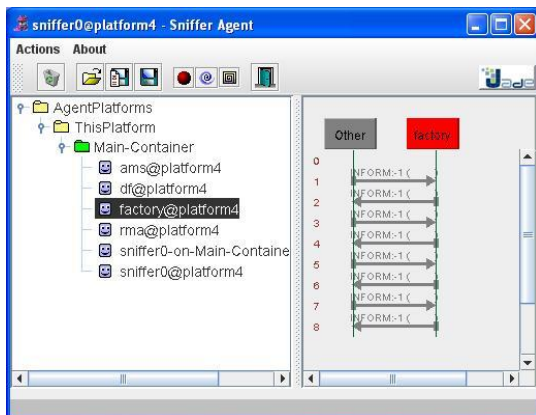 sniffer0@platform4 - Sniffer Agent
Actions About
Jade
AgentPlatforms
ThisPlatform
Main-Container
ams@platform4
df@platform4
factory@platform4
rma@platform4
sniffer0-on-Main-Containe
sniffer0@platform4
Other factory
0
1 INFORM:-1 (
2 INFORM:-1 (
3 INFORM:-1 (
4 INFORM:-1 (
5 INFORM:-1 (
6 INFORM:-1 (
7 INFORM:-1 (
8 INFORM:-1 (